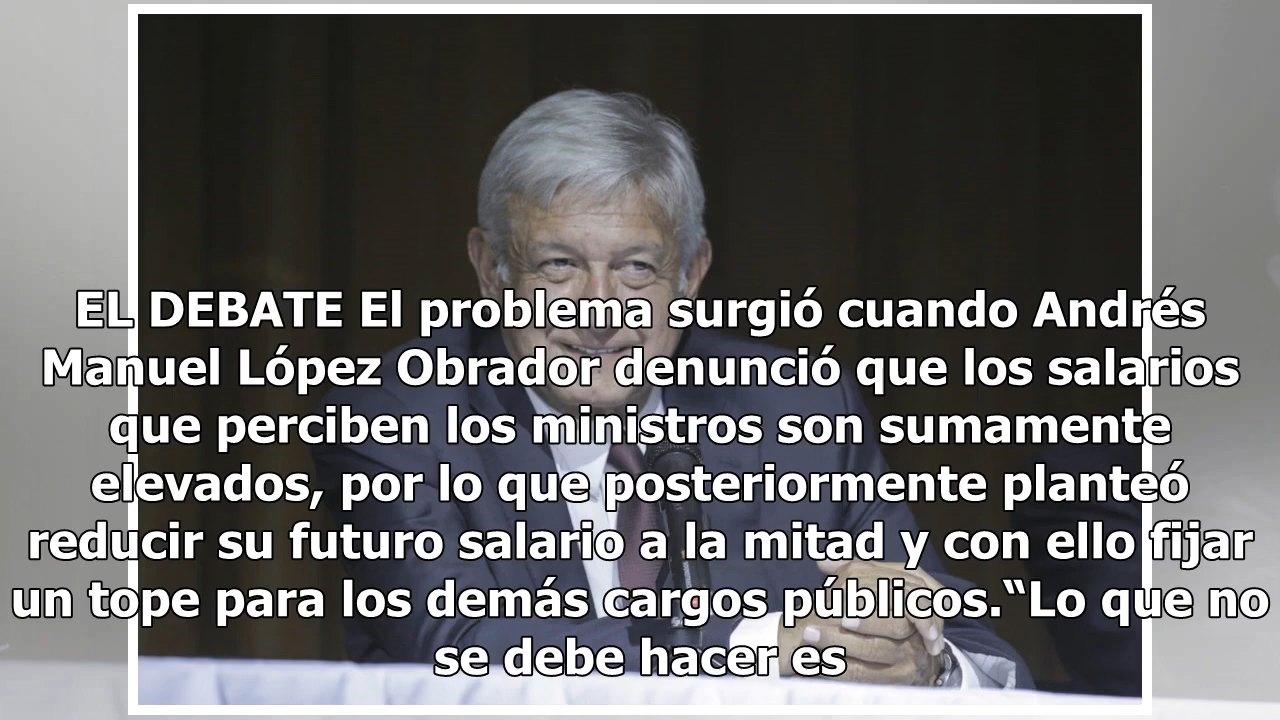 EL DEBATE El problema surgió cuando Andrés
Manuel López Obrador denunció que los salarios
que perciben los ministros son sumamente
elevados, por lo que posteriormente planteó
reducir su futuro salario a la mitad y con ello fijar
un tope para los demás cargos públicos.“Lo que no
se debe hacer es